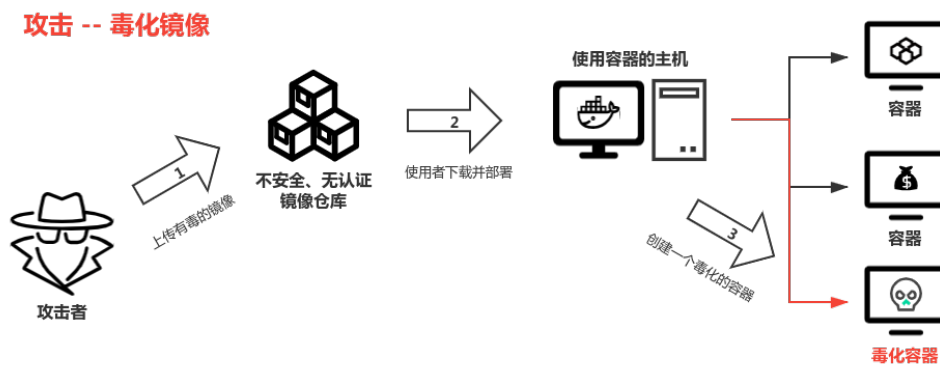 攻击 -- 毒化镜像
使用容器的主机
容器
1
2
使用者下载并部署
不安全、无认证
镜像仓库
上传有毒的镜像
$
容器
3
创建一个毒化的容器
攻击者
毒化容器